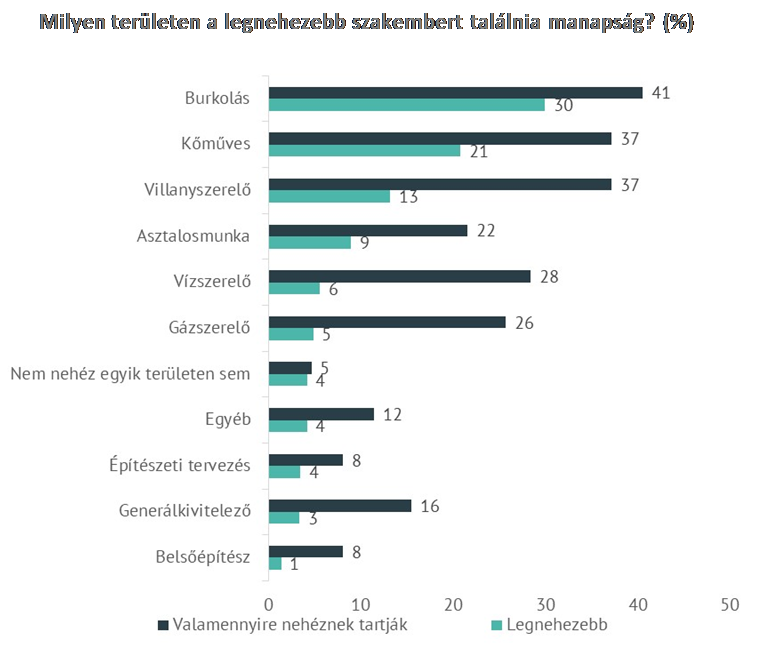 Milyen területen a legnehezebb szakembert találnia manapság? (%)
Burkolás
41
30
Kőműves
37
21
Villanyszerelő
37
13
Asztalosmunka
22
9
Vízszerelő
28
6
Gázszerelő
26
5
Nem nehéz egyik területen sem
5
4
Egyéb
12
4
Építészeti tervezés
8
4
Generálkivitelező
16
3
Belsőépítész
8
1
0 10 20 30 40 50
Valamennyire nehéznek tartják Legnehezebb